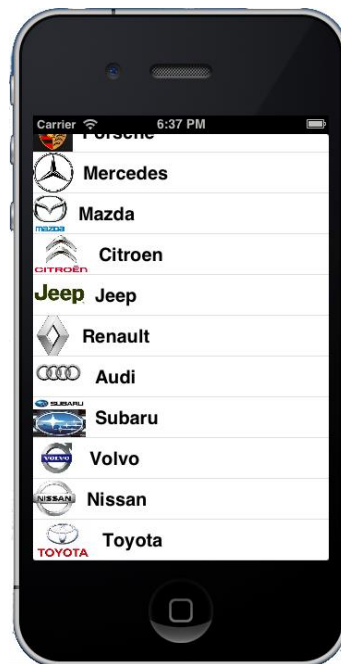 Carrier 6:37 PM
Porsche
Mercedes
mazda Mazda
CITROËN Citroen
Jeep Jeep
Renault
Audi
SUBARU Subaru
VOLVO Volvo
NISSAN Nissan
TOYOTA Toyota